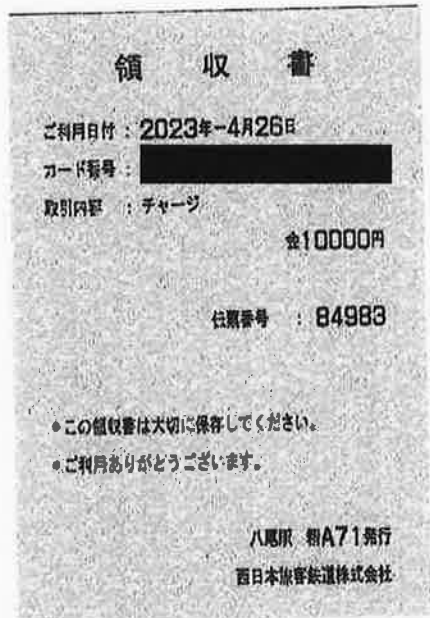 領 収 書
ご利用日付 : 2023年-4月26日
カード番号 :
取引内容 : チャージ
金10000円
伝票番号 : 84983
●この領収書は大切に保存してください。
●ご利用ありがとうございます。
八尾駅 A71発行
西日本旅客鉄道株式会社